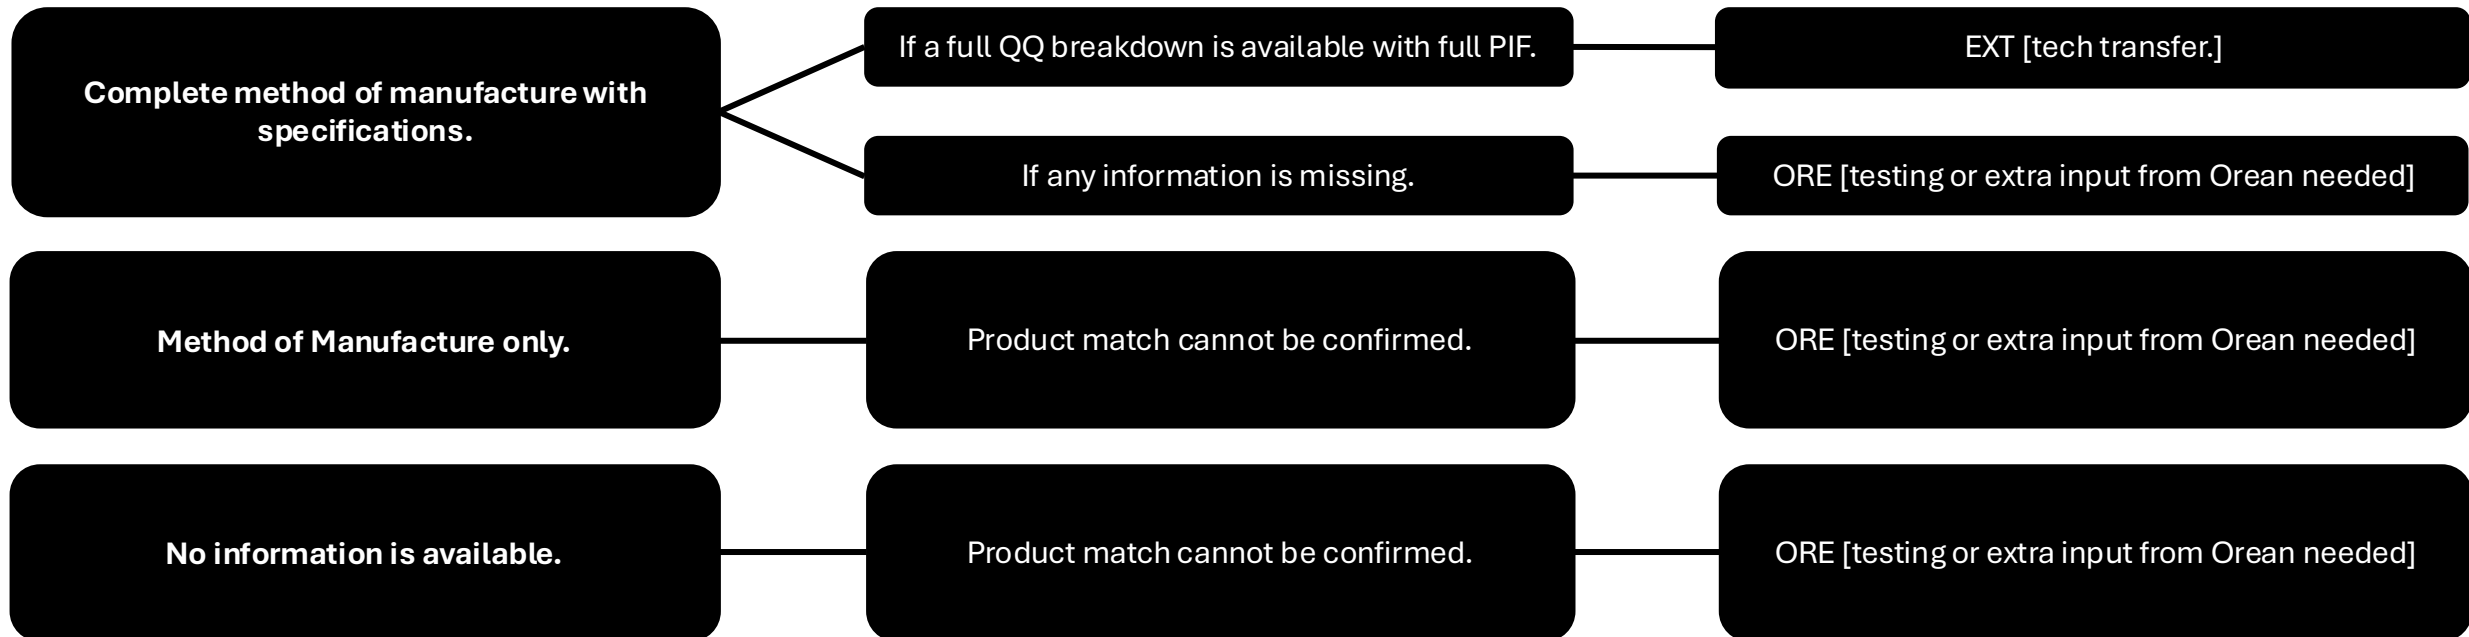 Complete method of manufacture with
specifications.
If a full QQ breakdown is available with full PIF.
EXT [tech transfer.]
If any information is missing.
ORE [testing or extra input from Orean needed]
Method of Manufacture only.
Product match cannot be confirmed.
ORE [testing or extra input from Orean needed]
No information is available.
Product match cannot be confirmed.
ORE [testing or extra input from Orean needed]